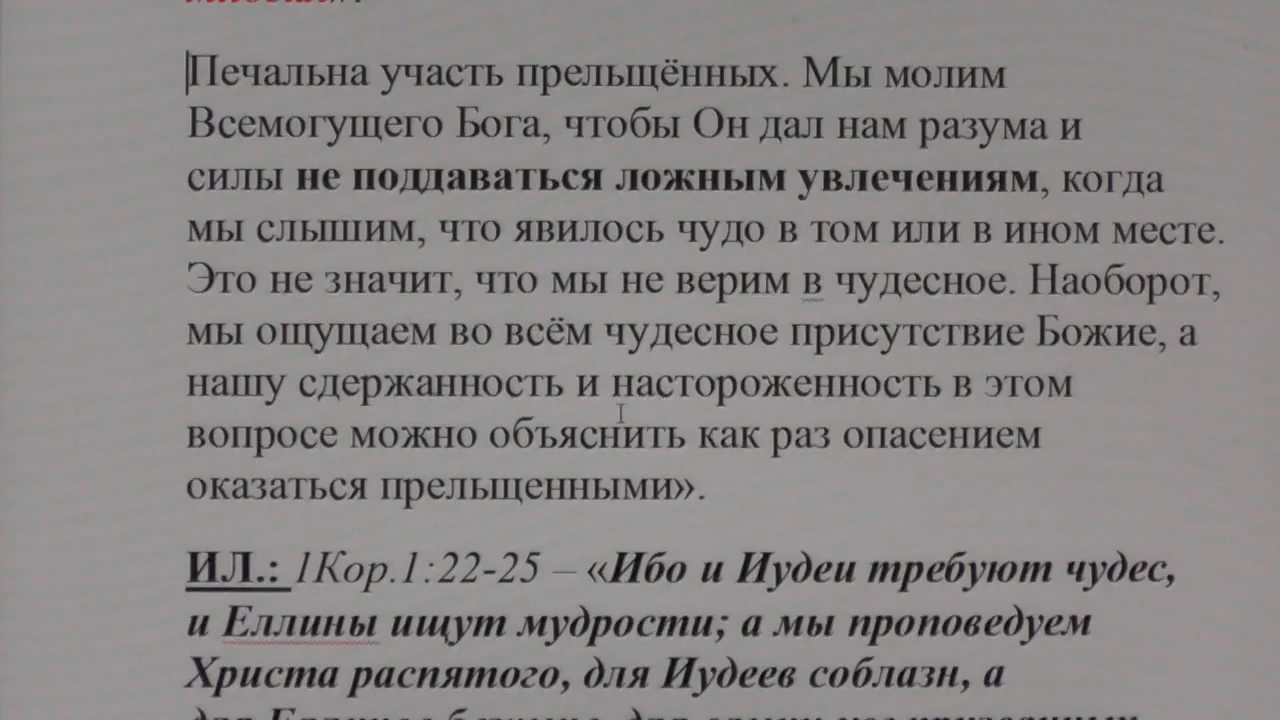 Печальна участь прельщённых. Мы молим
Всемогущего Бога, чтобы Он дал нам разума и
силы не поддаваться ложным увлечениям, когда
мы слышим, что явилось чудо в том или в ином месте.
Это не значит, что мы не верим в чудесное. Наоборот,
мы ощущаем во всём чудесное присутствие Божие, а
нашу сдержанность и настороженность в этом
вопросе можно объяснить как раз опасением
оказаться прельщенными».
ИЛ.: 1Кор.1:22-25 – «Ибо и Иудеи требуют чудес,
и Еллины ищут мудрости; а мы проповедуем
Христа распятого, для Иудеев соблазн, а